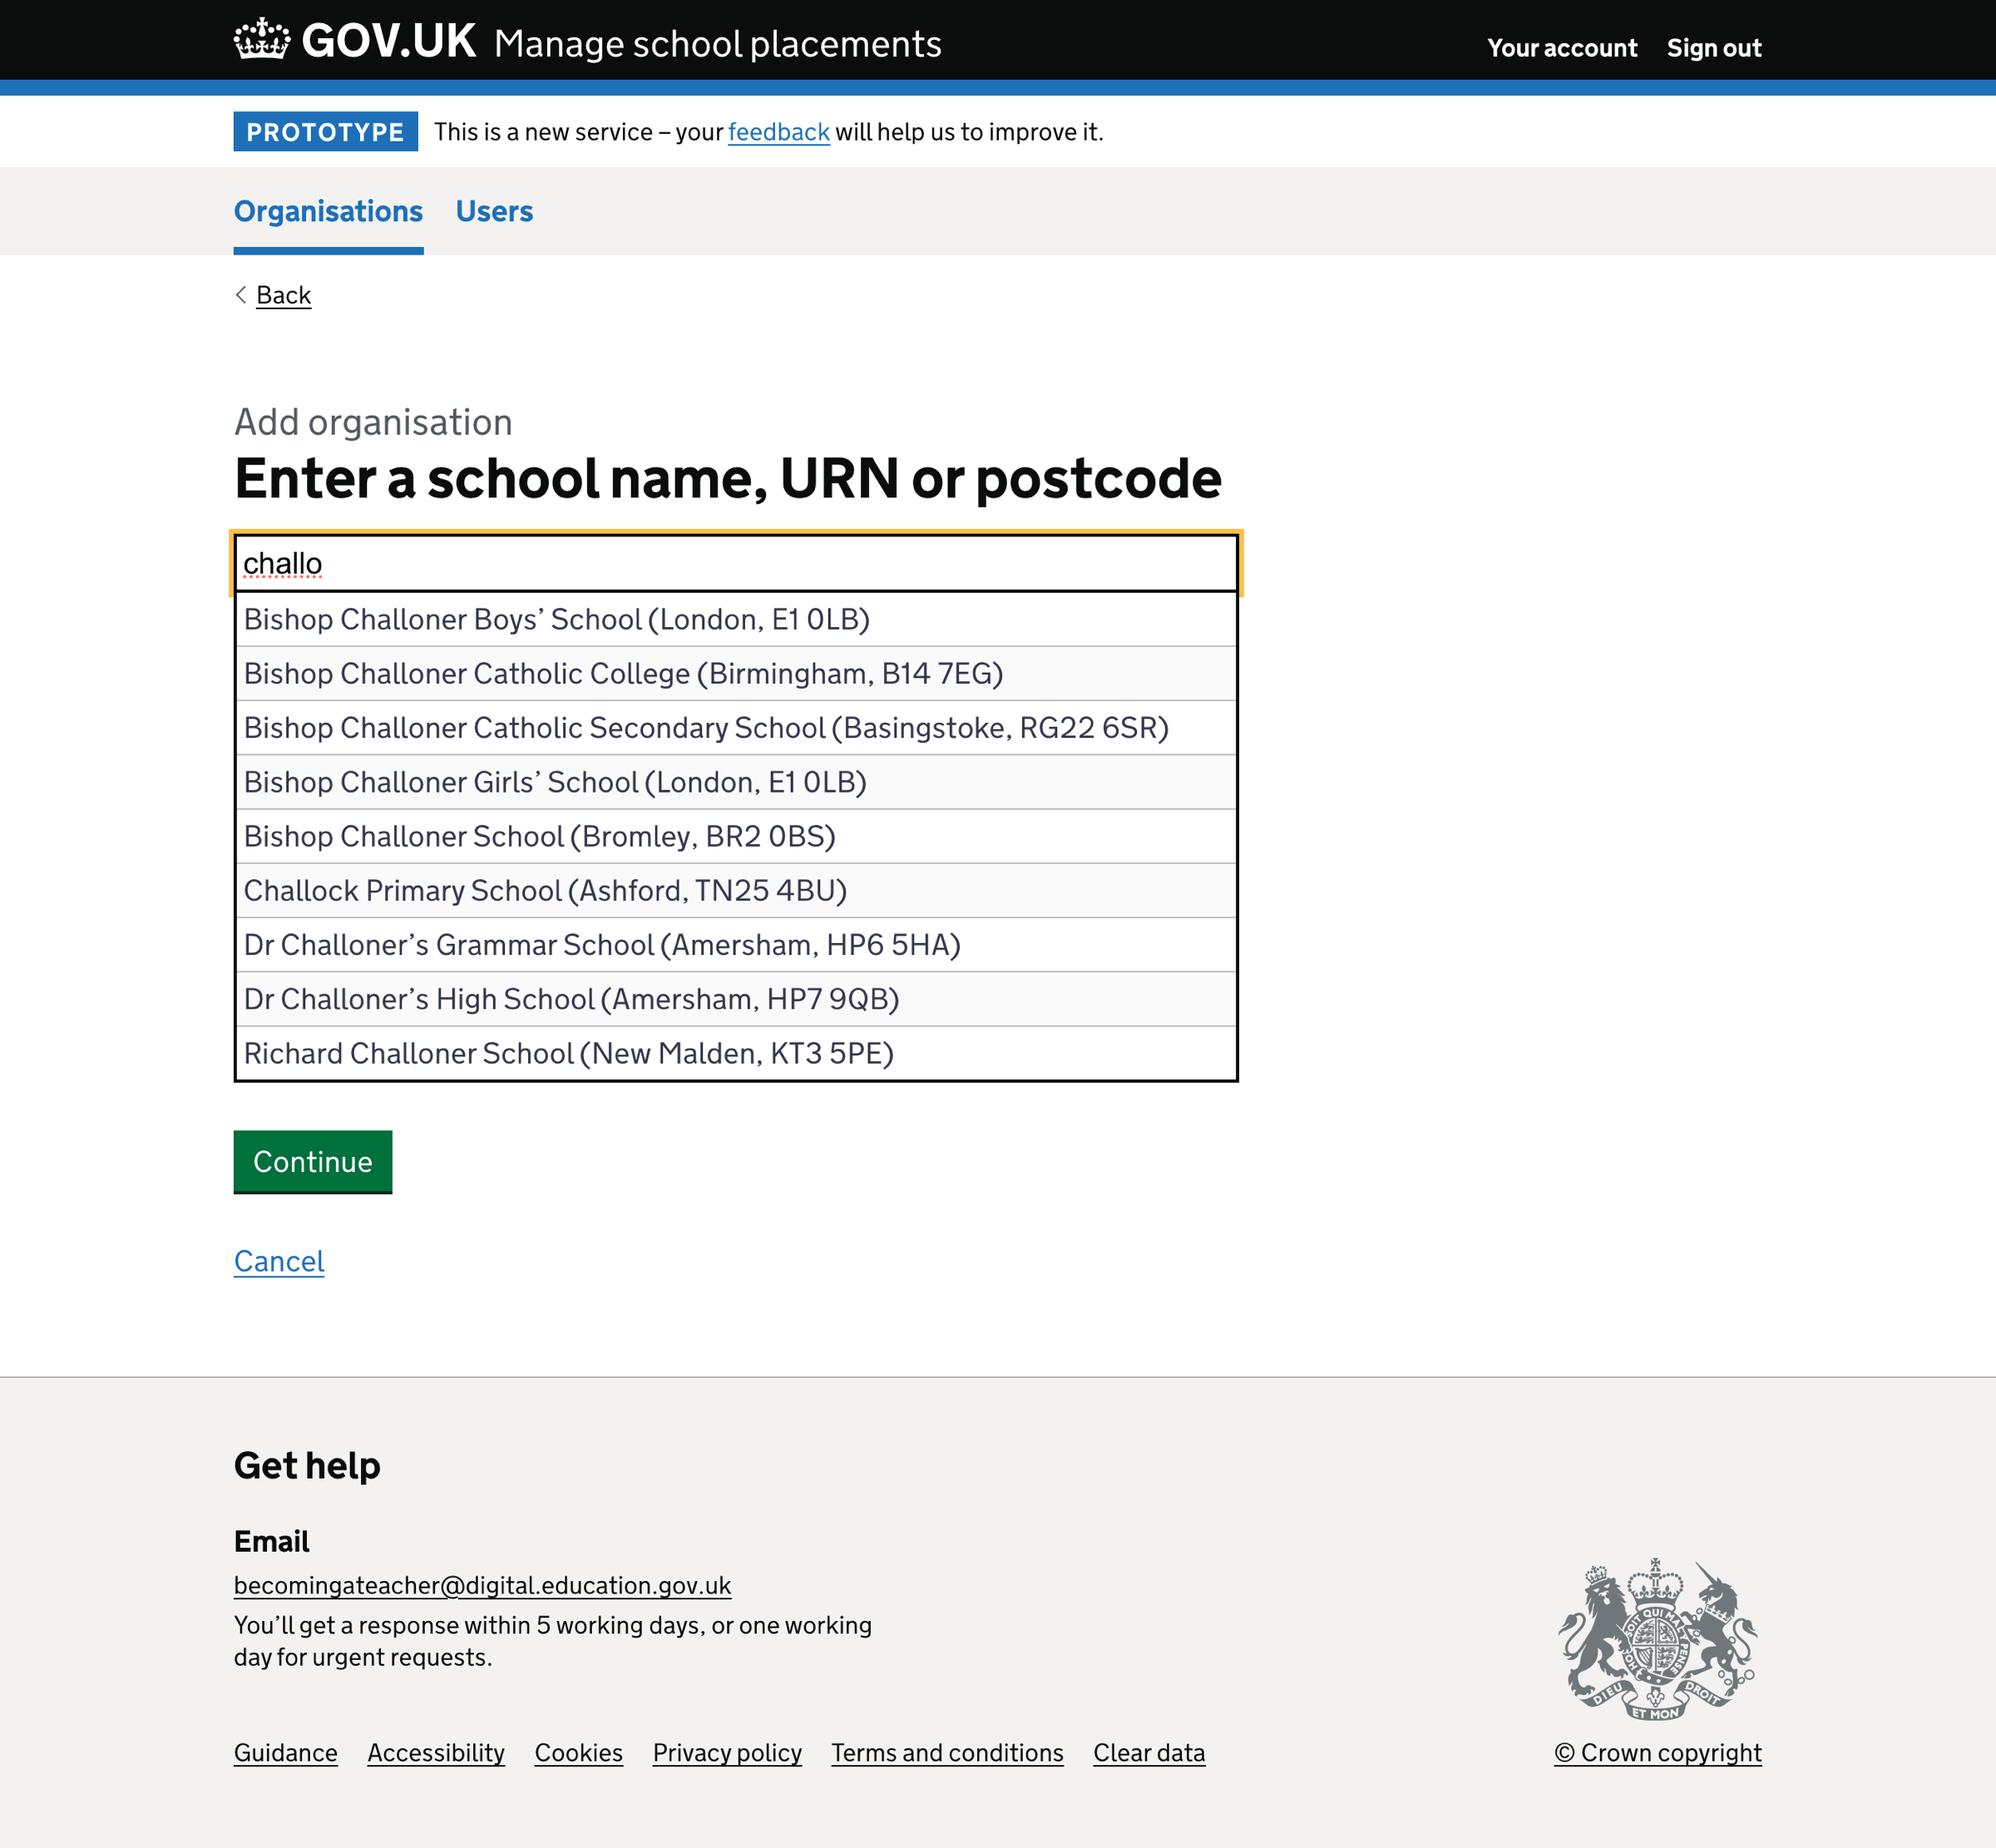 GOV.UK Manage school placements
Your account Sign out
PROTOTYPE This is a new service – your feedback will help us to improve it.
Organisations Users
Back
Add organisation
Enter a school name, URN or postcode
challo
Bishop Challoner Boys’ School (London, E1 0LB)
Bishop Challoner Catholic College (Birmingham, B14 7EG)
Bishop Challoner Catholic Secondary School (Basingstoke, RG22 6SR)
Bishop Challoner Girls’ School (London, E1 0LB)
Bishop Challoner School (Bromley, BR2 0BS)
Challock Primary School (Ashford, TN25 4BU)
Dr Challoner’s Grammar School (Amersham, HP6 5HA)
Dr Challoner’s High School (Amersham, HP7 9QB)
Richard Challoner School (New Malden, KT3 5PE)
Continue
Cancel
Get help
Email
becomingateacher@digital.education.gov.uk
You’ll get a response within 5 working days, or one working
day for urgent requests.
SOIT QUI MAL
PENSE
HON
DIEU ET MON DROIT
Guidance Accessibility Cookies Privacy policy Terms and conditions Clear data
© Crown copyright